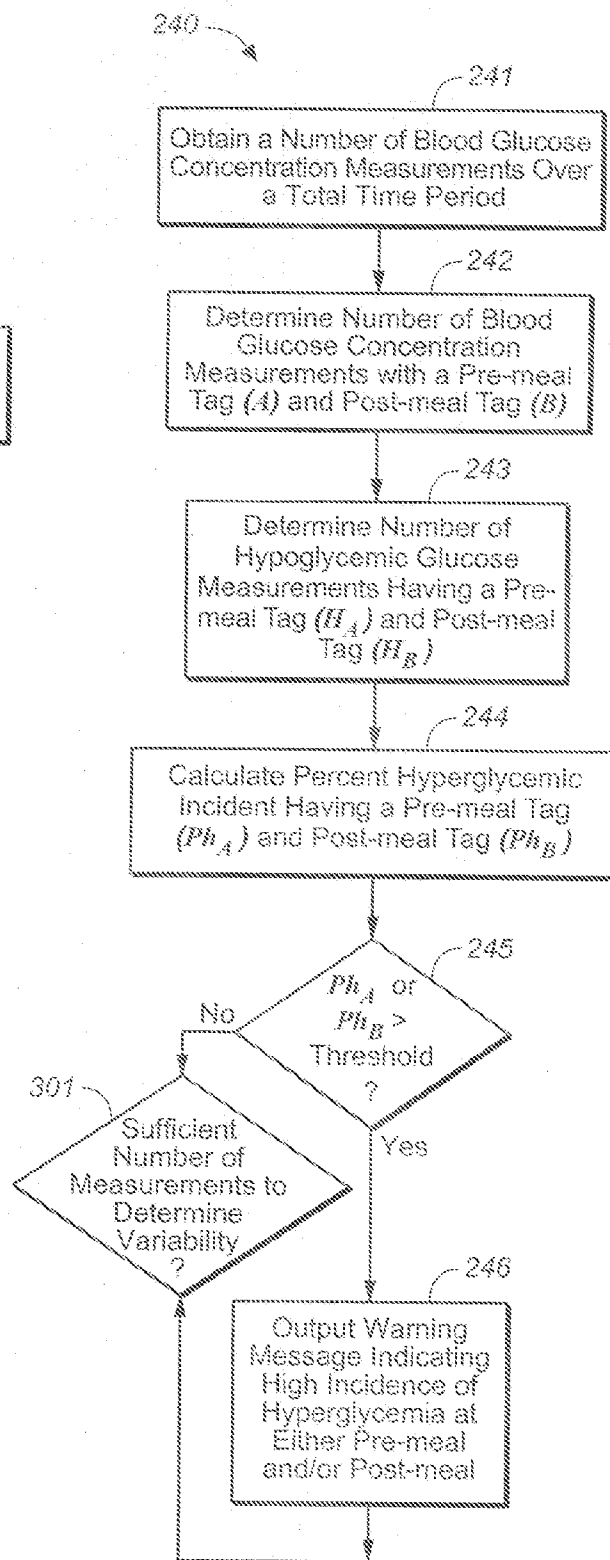 240
241
Obtain a Number of Blood Glucose
Concentration Measurements Over
a Total Time Period
242
Determine Number of Blood
Glucose Concentration
Measurements with a Pre-meal
Tag (A) and Post-meal Tag (B)
243
Determine Number of
Hypoglycemic Glucose
Measurements Having a Pre-
meal Tag (H_A) and Post-meal
Tag (H_B)
244
Calculate Percent Hyperglycemic
Incident Having a Pre-meal Tag
(Ph_A) and Post-meal Tag (Ph_B)
245
Ph_A or
Ph_B >
Threshold
?
No
Yes
301
Sufficient
Number of
Measurements to
Determine
Variability
?
246
Output Warning
Message Indicating
High Incidence of
Hyperglycemia at
Either Pre-meal
and/or Post-meal